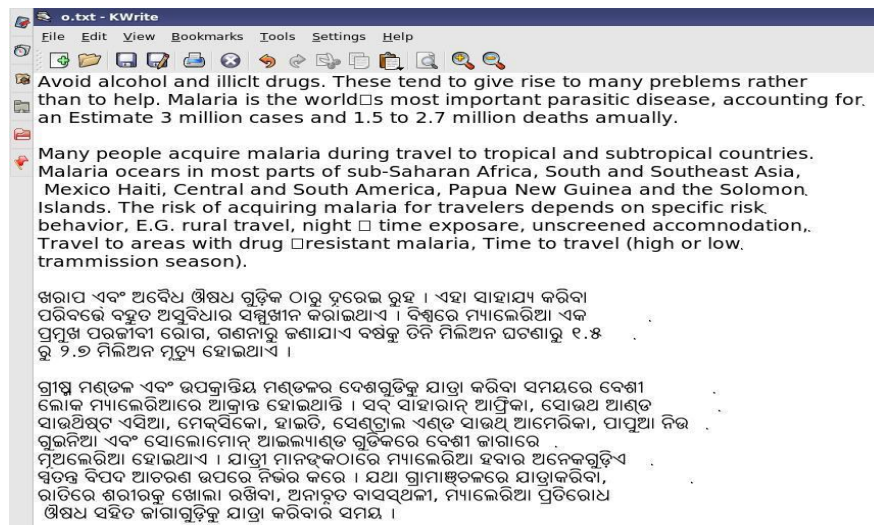 o.txt - KWrite
File Edit View Bookmarks Tools Settings Help
Avoid alcohol and illiclt drugs. These tend to give rise to many preblems rather
than to help. Malaria is the world□s most important parasitic disease, accounting for.
an Estimate 3 million cases and 1.5 to 2.7 million deaths amually.
Many people acquire malaria during travel to tropical and subtropical countries.
Malaria ocears in most parts of sub-Saharan Africa, South and Southeast Asia,
Mexico Haiti, Central and South America, Papua New Guinea and the Solomon.
Islands. The risk of acquiring malaria for travelers depends on specific risk.
behavior, E.G. rural travel, night □ time exposare, unscreened accomnodation,.
Travel to areas with drug □resistant malaria, Time to travel (high or low.
trammission season).
ଖରାପ ଏବଂ ଅବୈଧ ଔଷଧ ଗୁଡ଼ିକ ଠାରୁ ଦୂରେଇ ରୁହ । ଏହା ସାହାଯ୍ୟ କରିବା
ପରିବର୍ତ୍ତେ ବହୁତ ଅସୁବିଧାର ସମ୍ମୁଖୀନ କରାଇଥାଏ । ବିଶ୍ୱରେ ମ୍ୟାଲେରିଆ ଏକ .
ପ୍ରମୁଖ ପରଜୀବୀ ରୋଗ, ଗଣନାରୁ ଜଣାଯାଏ ବର୍ଷକୁ ତିନି ମିଲିଅନ ଘଟଣାରୁ ୧.୫ .
ରୁ ୨.୭ ମିଲିଅନ ମୃତ୍ୟୁ ହୋଇଥାଏ ।
ଗ୍ରୀଷ୍ମ ମଣ୍ଡଳ ଏବଂ ଉପକ୍ରାନ୍ତିୟ ମଣ୍ଡଳର ଦେଶଗୁଡିକୁ ଯାତ୍ରା କରିବା ସମୟରେ ବେଶୀ .
ଲୋକ ମ୍ୟାଲେରିଆରେ ଆକ୍ରାନ୍ତ ହୋଇଥାନ୍ତି । ସବ୍ ସାହାରାନ୍ ଆଫ୍ରିକା, ସୋଉଥ ଆଣ୍ଡ .
ସାଉଥିଷ୍ଟ ଏସିଆ, ମେକ୍ସିକୋ, ହାଇତି, ସେଣ୍ଟ୍ରାଲ ଏଣ୍ଡ ସାଉଥ୍ ଆମେରିକା, ପାପୁଆ ନିଉ .
ଗୁଇନିଆ ଏବଂ ସୋଲୋମୋନ୍ ଆଇଲ୍ୟାଣ୍ଡ ଗୁଡିକରେ ବେଶୀ ଜାଗାରେ .
ମ୍ୟଅଲେରିଆ ହୋଇଥାଏ । ଯାତ୍ରୀ ମାନଙ୍କଠାରେ ମ୍ୟାଲେରିଆ ହବାର ଅନେକଗୁଡ଼ିଏ .
ସ୍ୱତନ୍ତ୍ର ବିପଦ ଆଚରଣ ଉପରେ ନିର୍ଭର କରେ । ଯଥା ଗ୍ରାମାଞ୍ଚଳରେ ଯାତ୍ରାକରିବା, .
ରାତିରେ ଶରୀରକୁ ଖୋଲା ରଖିବା, ଅନାବୃତ ବାସସ୍ଥଳୀ, ମ୍ୟାଲେରିଆ ପ୍ରତିରୋଧ
ଔଷଧ ସହିତ ଜାଗାଗୁଡ଼ିକୁ ଯାତ୍ରା କରିବାର ସମୟ ।